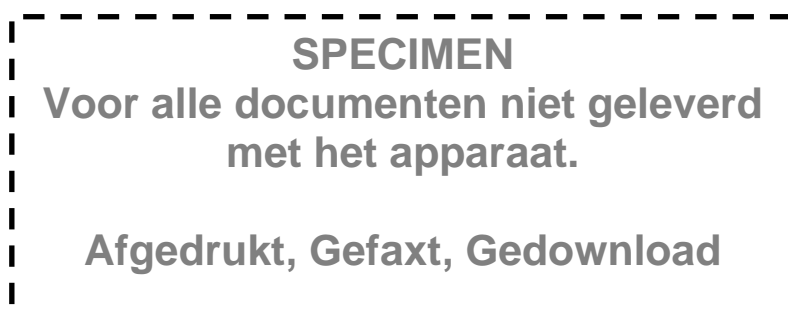 SPECIMEN
Voor alle documenten niet geleverd
met het apparaat.
Afgedrukt, Gefaxt, Gedownload